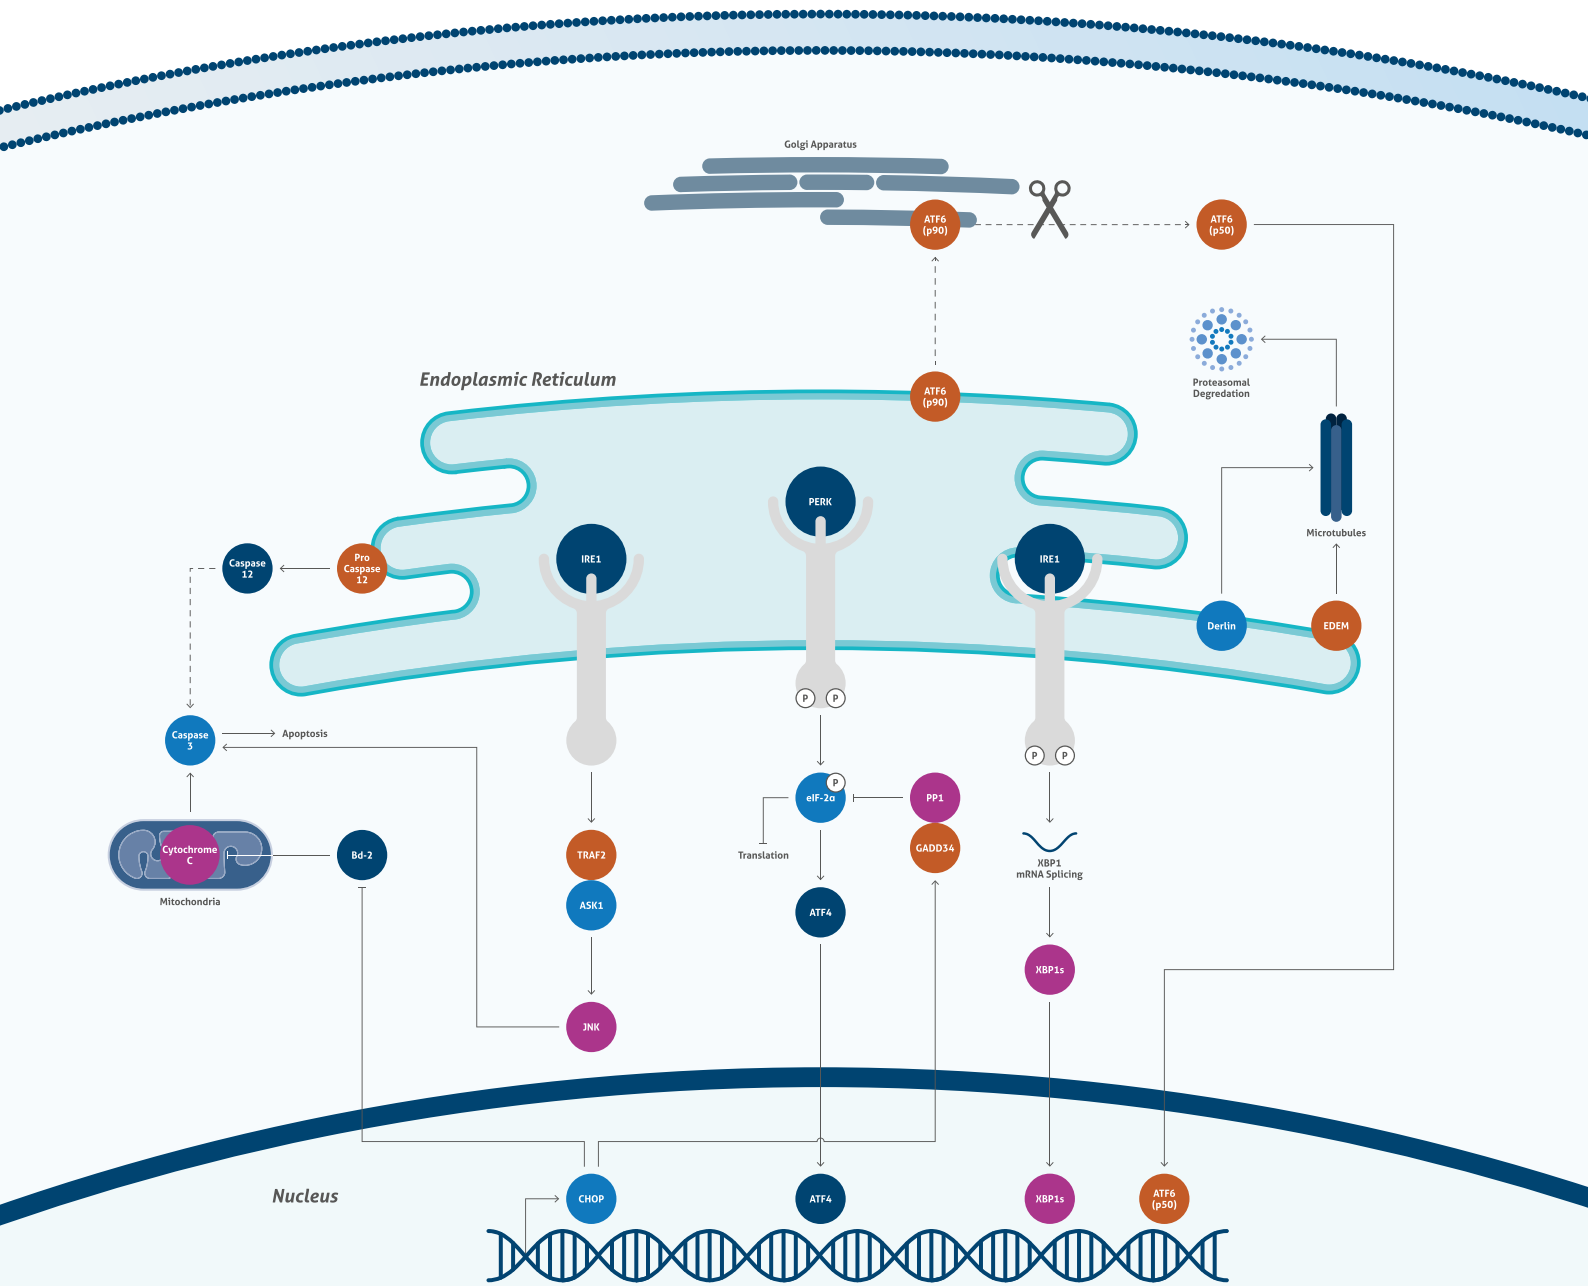 Golgi Apparatus
ATF6
(p90)
ATF6
(p50)
Proteasomal
Degredation
Endoplasmic Reticulum
ATF6
(p90)
PERK
Microtubules
IRE1
IRE1
Caspase
12
Pro
Caspase
12
Derlin
EDEM
P
P
Caspase
3
Apoptosis
P
P
P
eIF-2α
PP1
Translation
GADD34
Cytochrome
C
Bd-2
TRAF2
XBP1
mRNA Splicing
Mitochondria
ASK1
ATF4
XBP1s
JNK
Nucleus
CHOP
ATF4
XBP1s
ATF6
(p50)